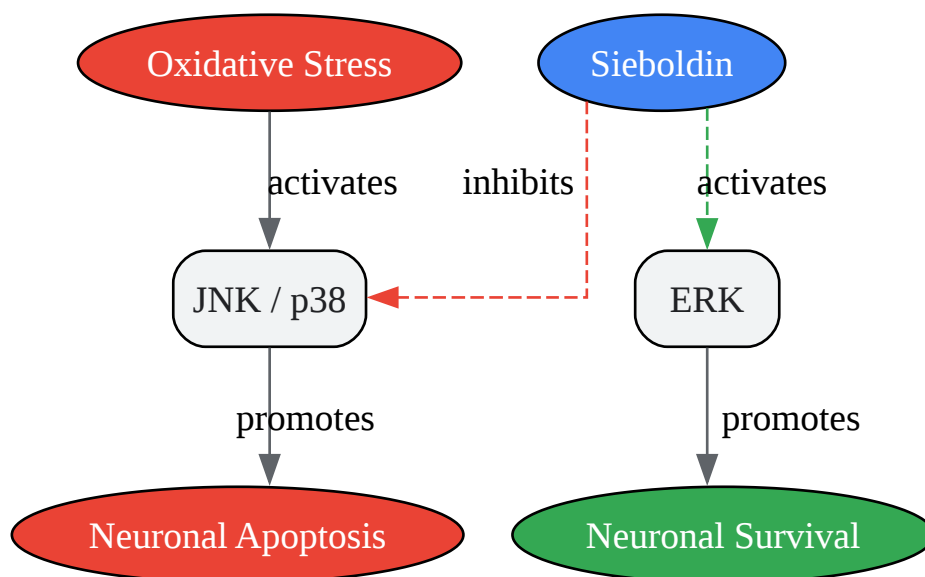 Oxidative Stress
Sieboldin
activates
inhibits
activates
JNK / p38
ERK
promotes
promotes
Neuronal Apoptosis
Neuronal Survival